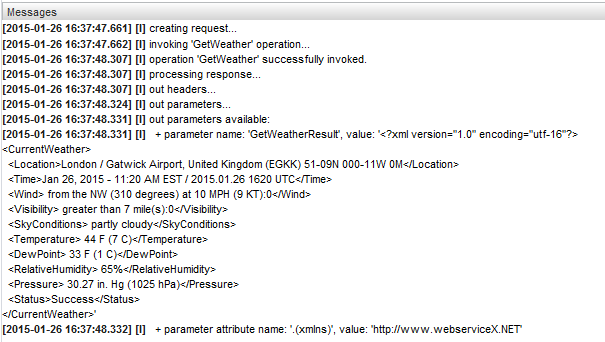 Messages
[2015-01-26 16:37:47.661] [I] creating request...
[2015-01-26 16:37:47.662] [I] invoking 'GetWeather' operation...
[2015-01-26 16:37:48.307] [I] operation 'GetWeather' successfully invoked.
[2015-01-26 16:37:48.307] [I] processing response...
[2015-01-26 16:37:48.307] [I] out headers...
[2015-01-26 16:37:48.324] [I] out parameters...
[2015-01-26 16:37:48.331] [I] out parameters available:
[2015-01-26 16:37:48.331] [I] + parameter name: 'GetWeatherResult', value: '<?xml version="1.0" encoding="utf-16"?>
<CurrentWeather>
<Location>London / Gatwick Airport, United Kingdom (EGKK) 51-09N 000-11W 0M</Location>
<Time>Jan 26, 2015 - 11:20 AM EST / 2015.01.26 1620 UTC</Time>
<Wind> from the NW (310 degrees) at 10 MPH (9 KT):0</Wind>
<Visibility> greater than 7 mile(s):0</Visibility>
<SkyConditions> partly cloudy</SkyConditions>
<Temperature> 44 F (7 C)</Temperature>
<DewPoint> 33 F (1 C)</DewPoint>
<RelativeHumidity> 65%</RelativeHumidity>
<Pressure> 30.27 in. Hg (1025 hPa)</Pressure>
<Status>Success</Status>
</CurrentWeather>'
[2015-01-26 16:37:48.332] [I] + parameter attribute name: '.(xmlns)', value: 'http://www.webserviceX.NET'